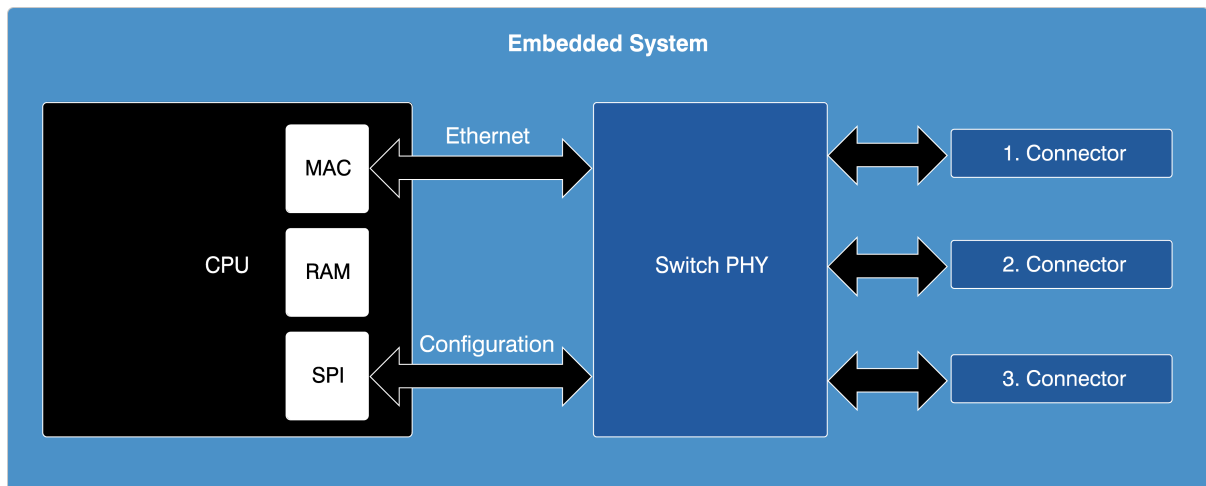 Embedded System
Ethernet
MAC
1. Connector
CPU
RAM
Switch PHY
2. Connector
Configuration
SPI
3. Connector